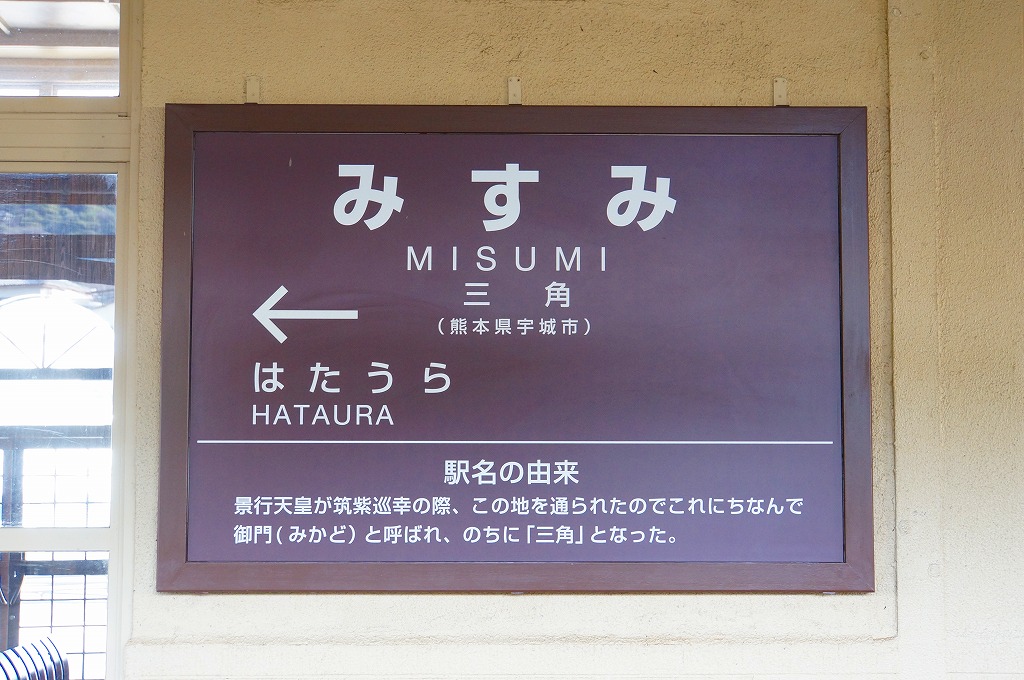 みすみ
MISUMI
三角
(熊本県宇城市)
←
はたうら
HATAURA
駅名の由来
景行天皇が筑紫巡幸の際、この地を通られたのでこれにちなんで
御門(みかど)と呼ばれ、のちに「三角」となった。